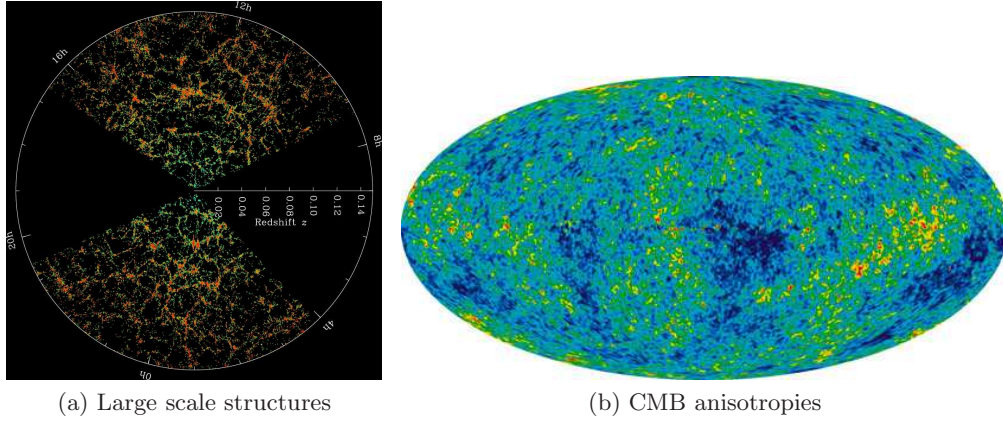 12h
16h
8h
0.02
0.04
0.06
0.08
0.10
0.12
0.14
Redshift z
20h
4h
0h
(a) Large scale structures
(b) CMB anisotropies